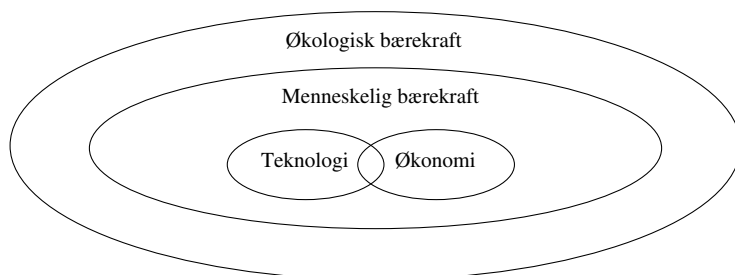 Økologisk bærekraft
Menneskelig bærekraft
Teknologi Økonomi